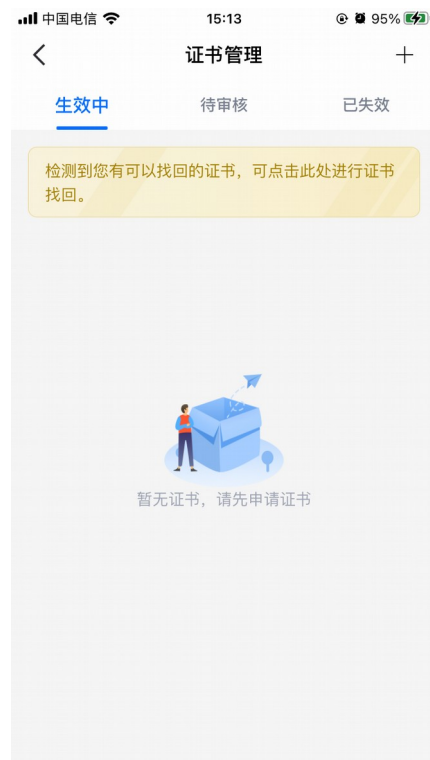 中国电信 15:13 95%
证书管理
生效中 待审核 已失效
检测到您有可以找回的证书，可点击此处进行证书
找回。
暂无证书，请先申请证书